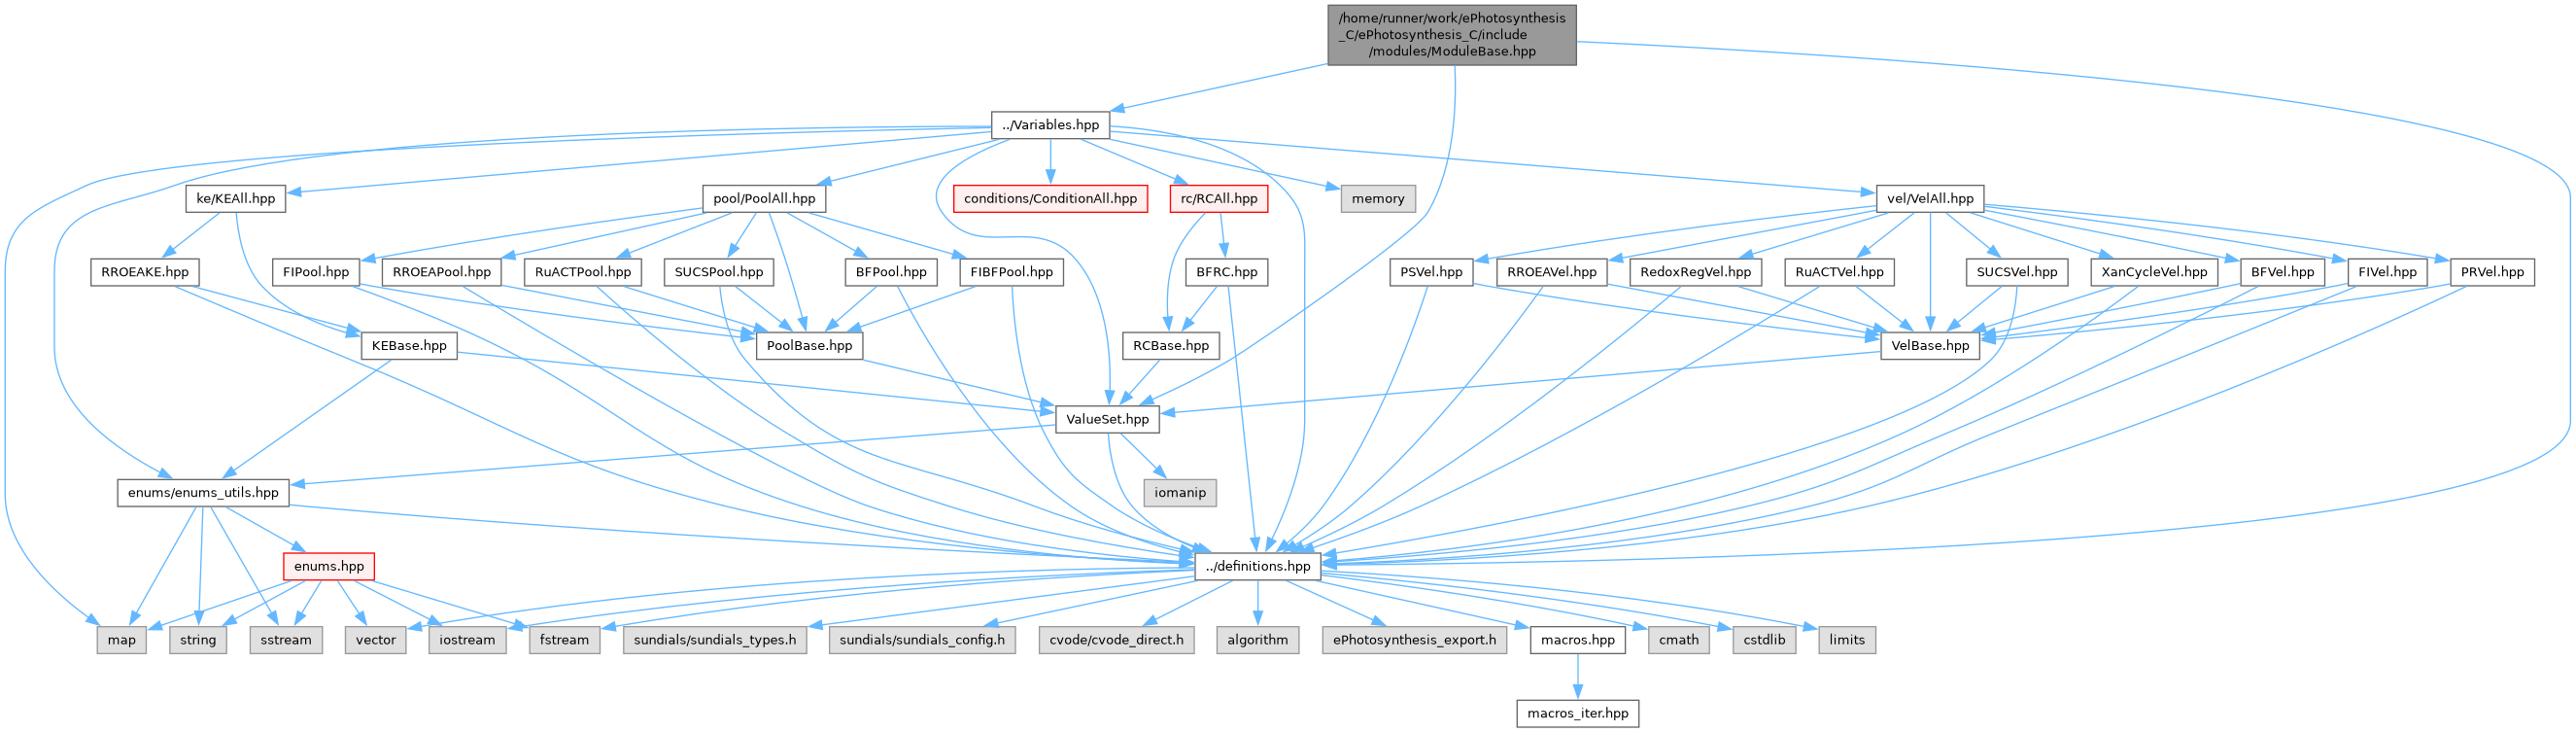 /home/runner/work/ePhotosynthesis
_C/ePhotosynthesis_C/include
/modules/ModuleBase.hpp
../Variables.hpp
ke/KEAll.hpp
pool/PoolAll.hpp
conditions/ConditionAll.hpp
rc/RCAll.hpp
memory
vel/VelAll.hpp
RROEAKE.hpp
FIPool.hpp
RROEAPool.hpp
RuACTPool.hpp
SUCSPool.hpp
BFPool.hpp
FIBFPool.hpp
BFRC.hpp
PSVel.hpp
RROEAVel.hpp
RedoxRegVel.hpp
RuACTVel.hpp
SUCSVel.hpp
XanCycleVel.hpp
BFVel.hpp
FIVel.hpp
PRVel.hpp
KEBase.hpp
PoolBase.hpp
RCBase.hpp
VelBase.hpp
ValueSet.hpp
enums/enums_utils.hpp
iomanip
enums.hpp
../definitions.hpp
map
string
sstream
vector
iostream
fstream
sundials/sundials_types.h
sundials/sundials_config.h
cvode/cvode_direct.h
algorithm
ePhotosynthesis_export.h
macros.hpp
cmath
cstdlib
limits
macros_iter.hpp